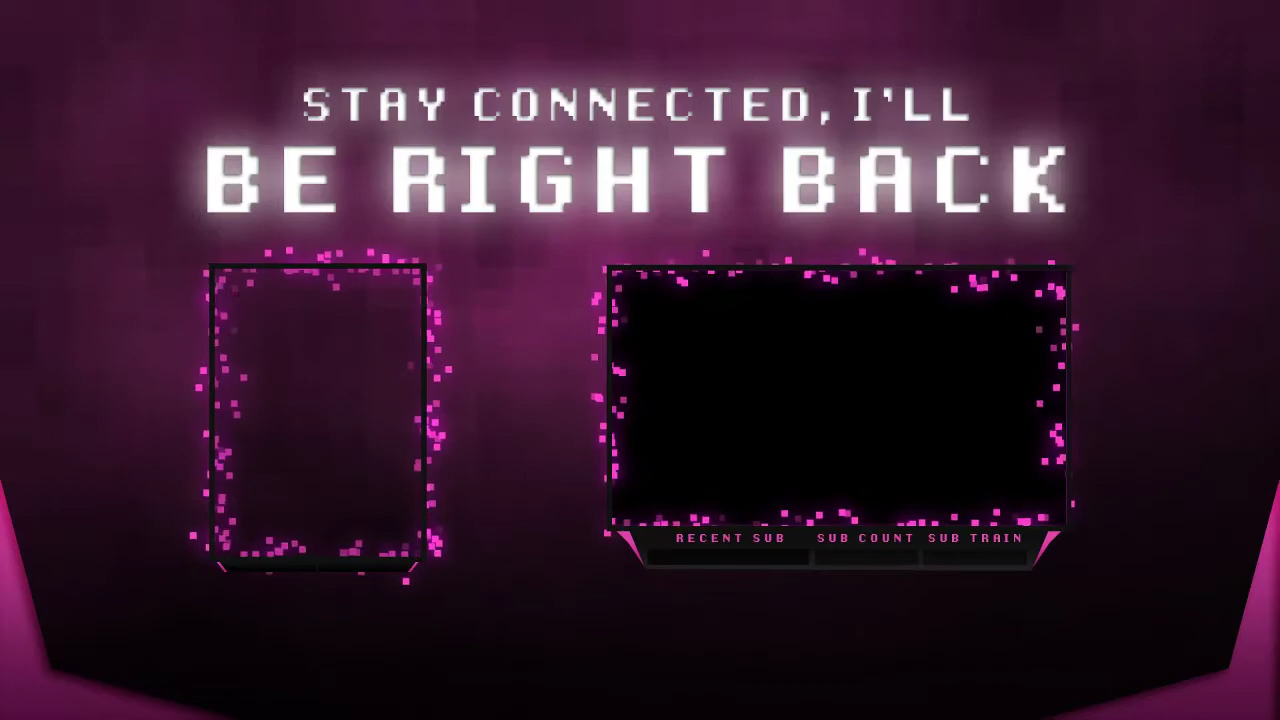 STAY CONNECTED, I'LL
BE RIGHT BACK
RECENT SUB SUB COUNT SUB TRAIN